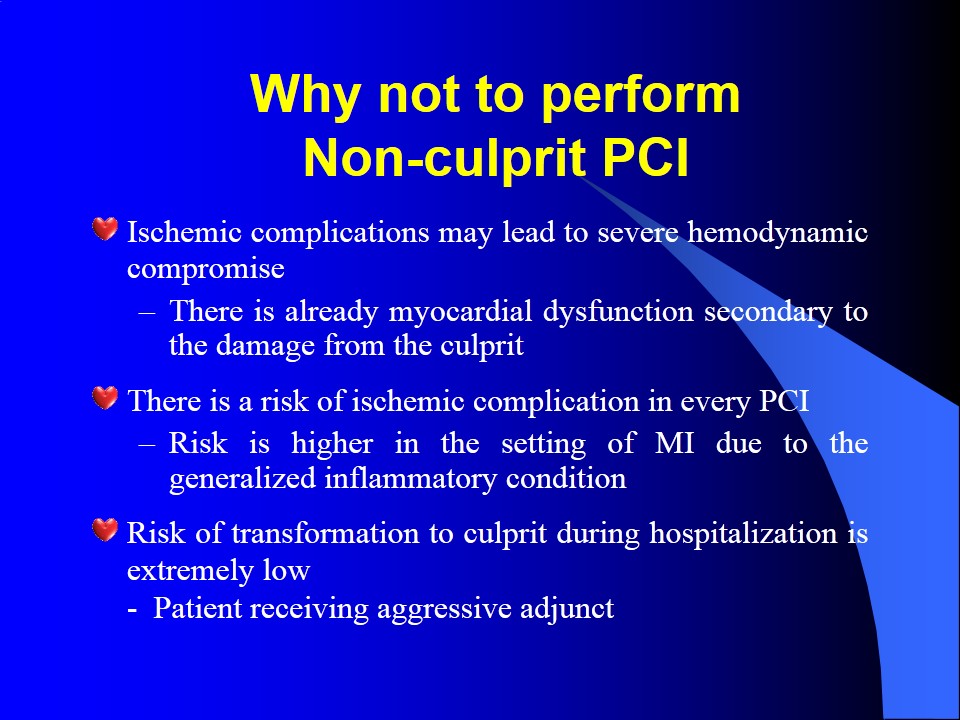 Why not to perform
Non-culprit PCI
Ischemic complications may lead to severe hemodynamic
compromise
– There is already myocardial dysfunction secondary to
the damage from the culprit
There is a risk of ischemic complication in every PCI
– Risk is higher in the setting of MI due to the
generalized inflammatory condition
Risk of transformation to culprit during hospitalization is
extremely low
- Patient receiving aggressive adjunct